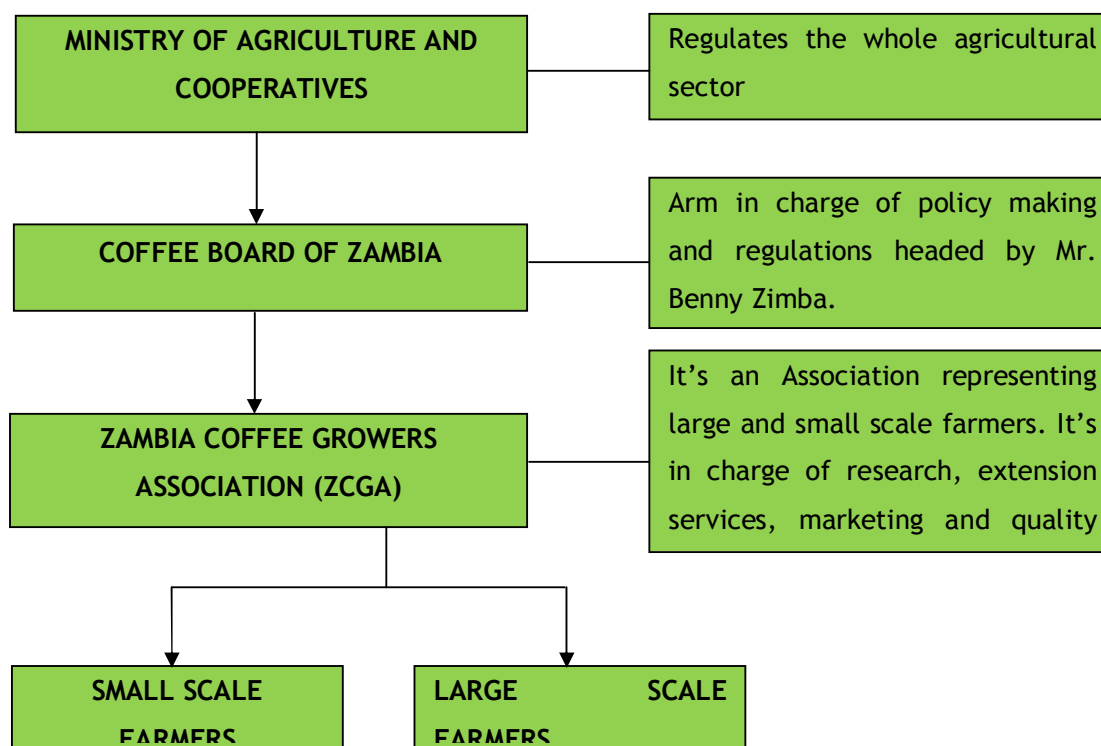 MINISTRY OF AGRICULTURE AND
COOPERATIVES
Regulates the whole agricultural
sector
COFFEE BOARD OF ZAMBIA
Arm in charge of policy making
and regulations headed by Mr.
Benny Zimba.
ZAMBIA COFFEE GROWERS
ASSOCIATION (ZCGA)
It’s an Association representing
large and small scale farmers. It’s
in charge of research, extension
services, marketing and quality
SMALL SCALE
FARMERS
LARGE SCALE
FARMERS